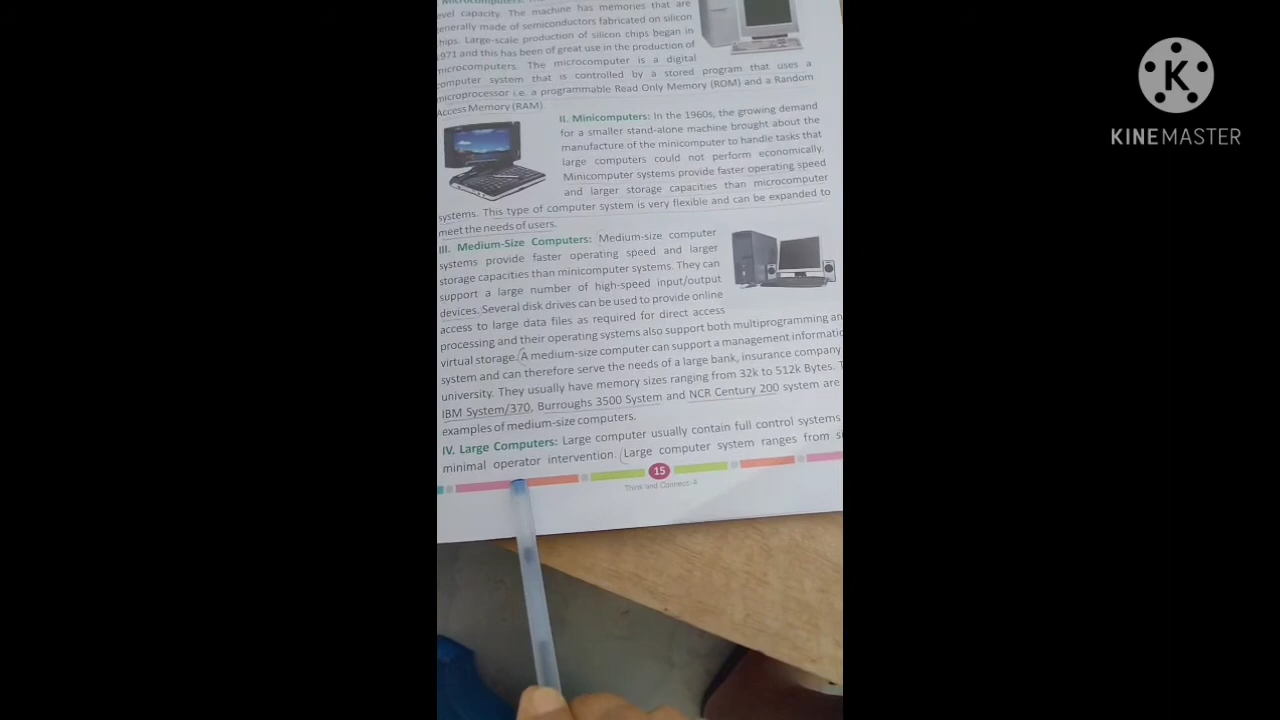 Microcomputers:
level capacity. The machine has memories that are
generally made of semiconductors fabricated on silicon
chips. Large-scale production of silicon chips began in
1971 and this has been of great use in the production of
microcomputers. The microcomputer is a digital
computer system that is controlled by a stored program that uses a
microprocessor i.e. a programmable Read Only Memory (ROM) and a Random
Access Memory (RAM)
II. Minicomputers: In the 1960s, the growing demand
for a smaller stand-alone machine brought about the
manufacture of the minicomputer to handle tasks that
large computers could not perform economically.
Minicomputer systems provide faster operating speed
and larger storage capacities than microcomputer
systems. This type of computer system is very flexible and can be expanded to
meet the needs of users.
III. Medium-Size Computers: Medium-size computer
systems provide faster operating speed and larger
storage capacities than minicomputer systems. They can
support a large number of high-speed input/output
devices. Several disk drives can be used to provide online
access to large data files as required for direct access
processing and their operating systems also support both multiprogramming an
virtual storage. A medium-size computer can support a management informati
system and can therefore serve the needs of a large bank, insurance company
university. They usually have memory sizes ranging from 32k to 512k Bytes. T
IBM System/370, Burroughs 3500 System and NCR Century 200 system are
examples of medium-size computers.
IV. Large Computers: Large computer usually contain full control systems
minimal operator intervention. Large computer system ranges from si
15
Think and Connect-4
K
KINEMASTER